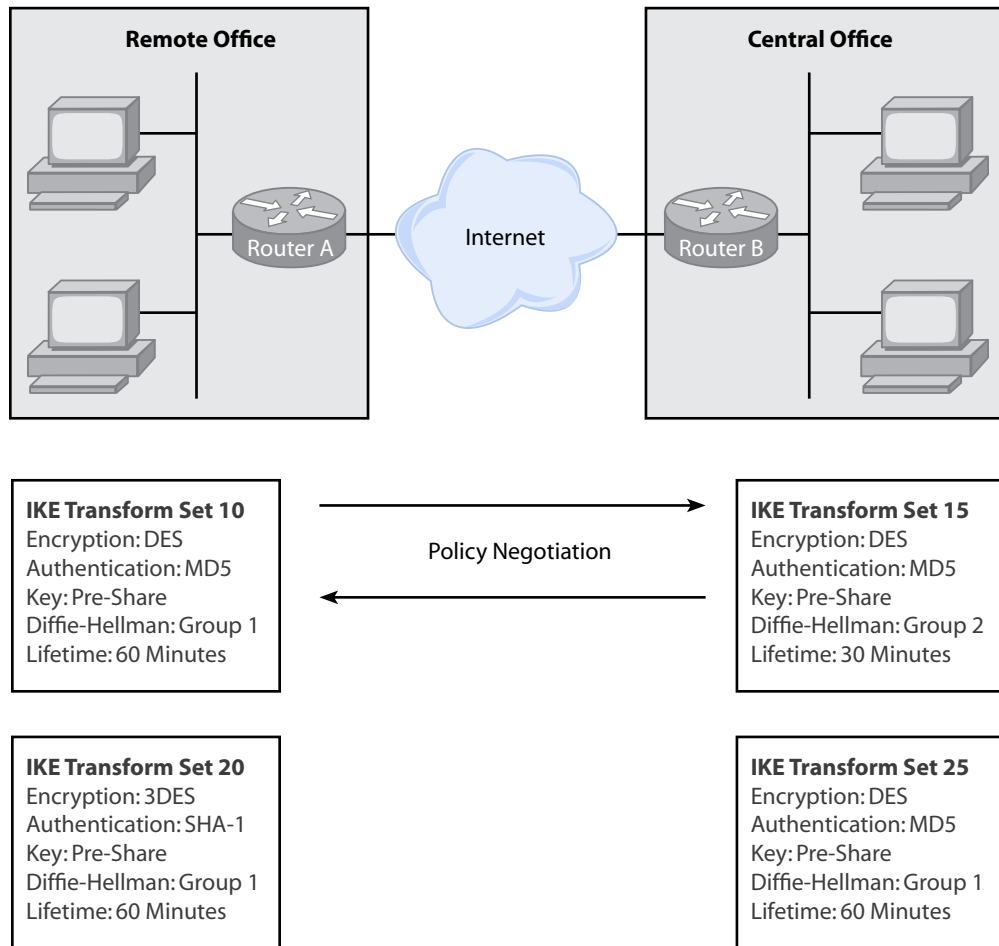 Remote Office
Central Office
Router A
Internet
Router B
IKE Transform Set 10
Encryption: DES
Authentication: MD5
Key: Pre-Share
Diffie-Hellman: Group 1
Lifetime: 60 Minutes
Policy Negotiation
IKE Transform Set 15
Encryption: DES
Authentication: MD5
Key: Pre-Share
Diffie-Hellman: Group 2
Lifetime: 30 Minutes
IKE Transform Set 20
Encryption: 3DES
Authentication: SHA-1
Key: Pre-Share
Diffie-Hellman: Group 1
Lifetime: 60 Minutes
IKE Transform Set 25
Encryption: DES
Authentication: MD5
Key: Pre-Share
Diffie-Hellman: Group 1
Lifetime: 60 Minutes